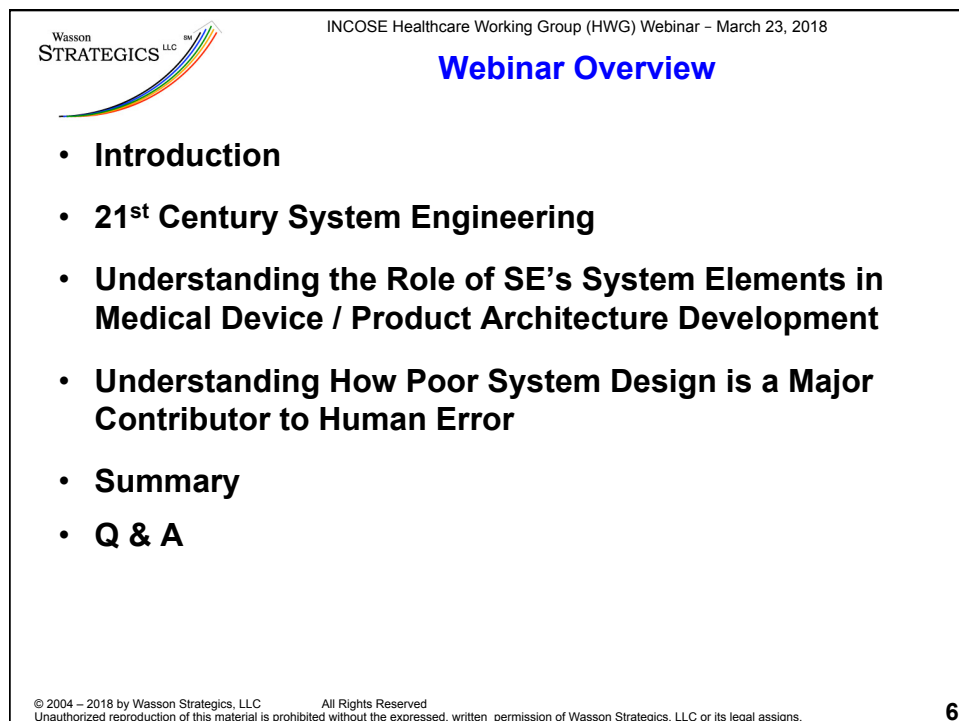 INCOSE Healthcare Working Group (HWG) Webinar – March 23, 2018
Wasson
STRATEGICS LLC
SM
Webinar Overview
• Introduction
• 21st Century System Engineering
• Understanding the Role of SE's System Elements in
Medical Device / Product Architecture Development
• Understanding How Poor System Design is a Major
Contributor to Human Error
• Summary
• Q & A
© 2004 – 2018 by Wasson Strategics, LLC All Rights Reserved
Unauthorized reproduction of this material is prohibited without the expressed, written permission of Wasson Strategics, LLC or its legal assigns.
6